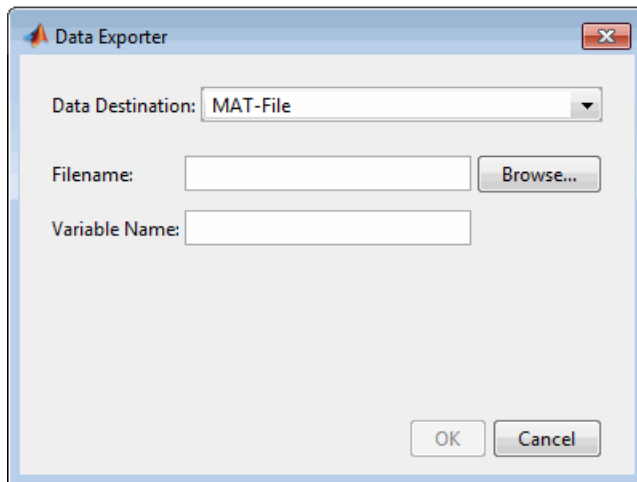 Data Exporter
Data Destination: MAT-File
Filename: Browse...
Variable Name:
OK Cancel